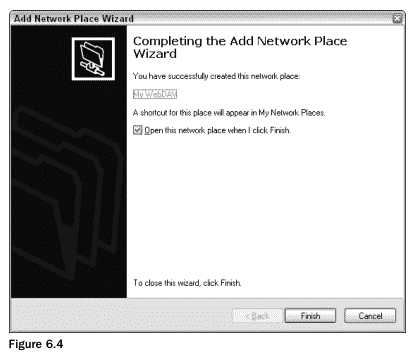 Add Network Place Wizard
Completing the Add Network Place
Wizard
You have successfully created this network place:
My WebDAV
A shortcut for this place will appear in My Network Places.
Open this network place when I click Finish.
To close this wizard, click Finish.
< Back
Finish
Cancel
Figure 6.4